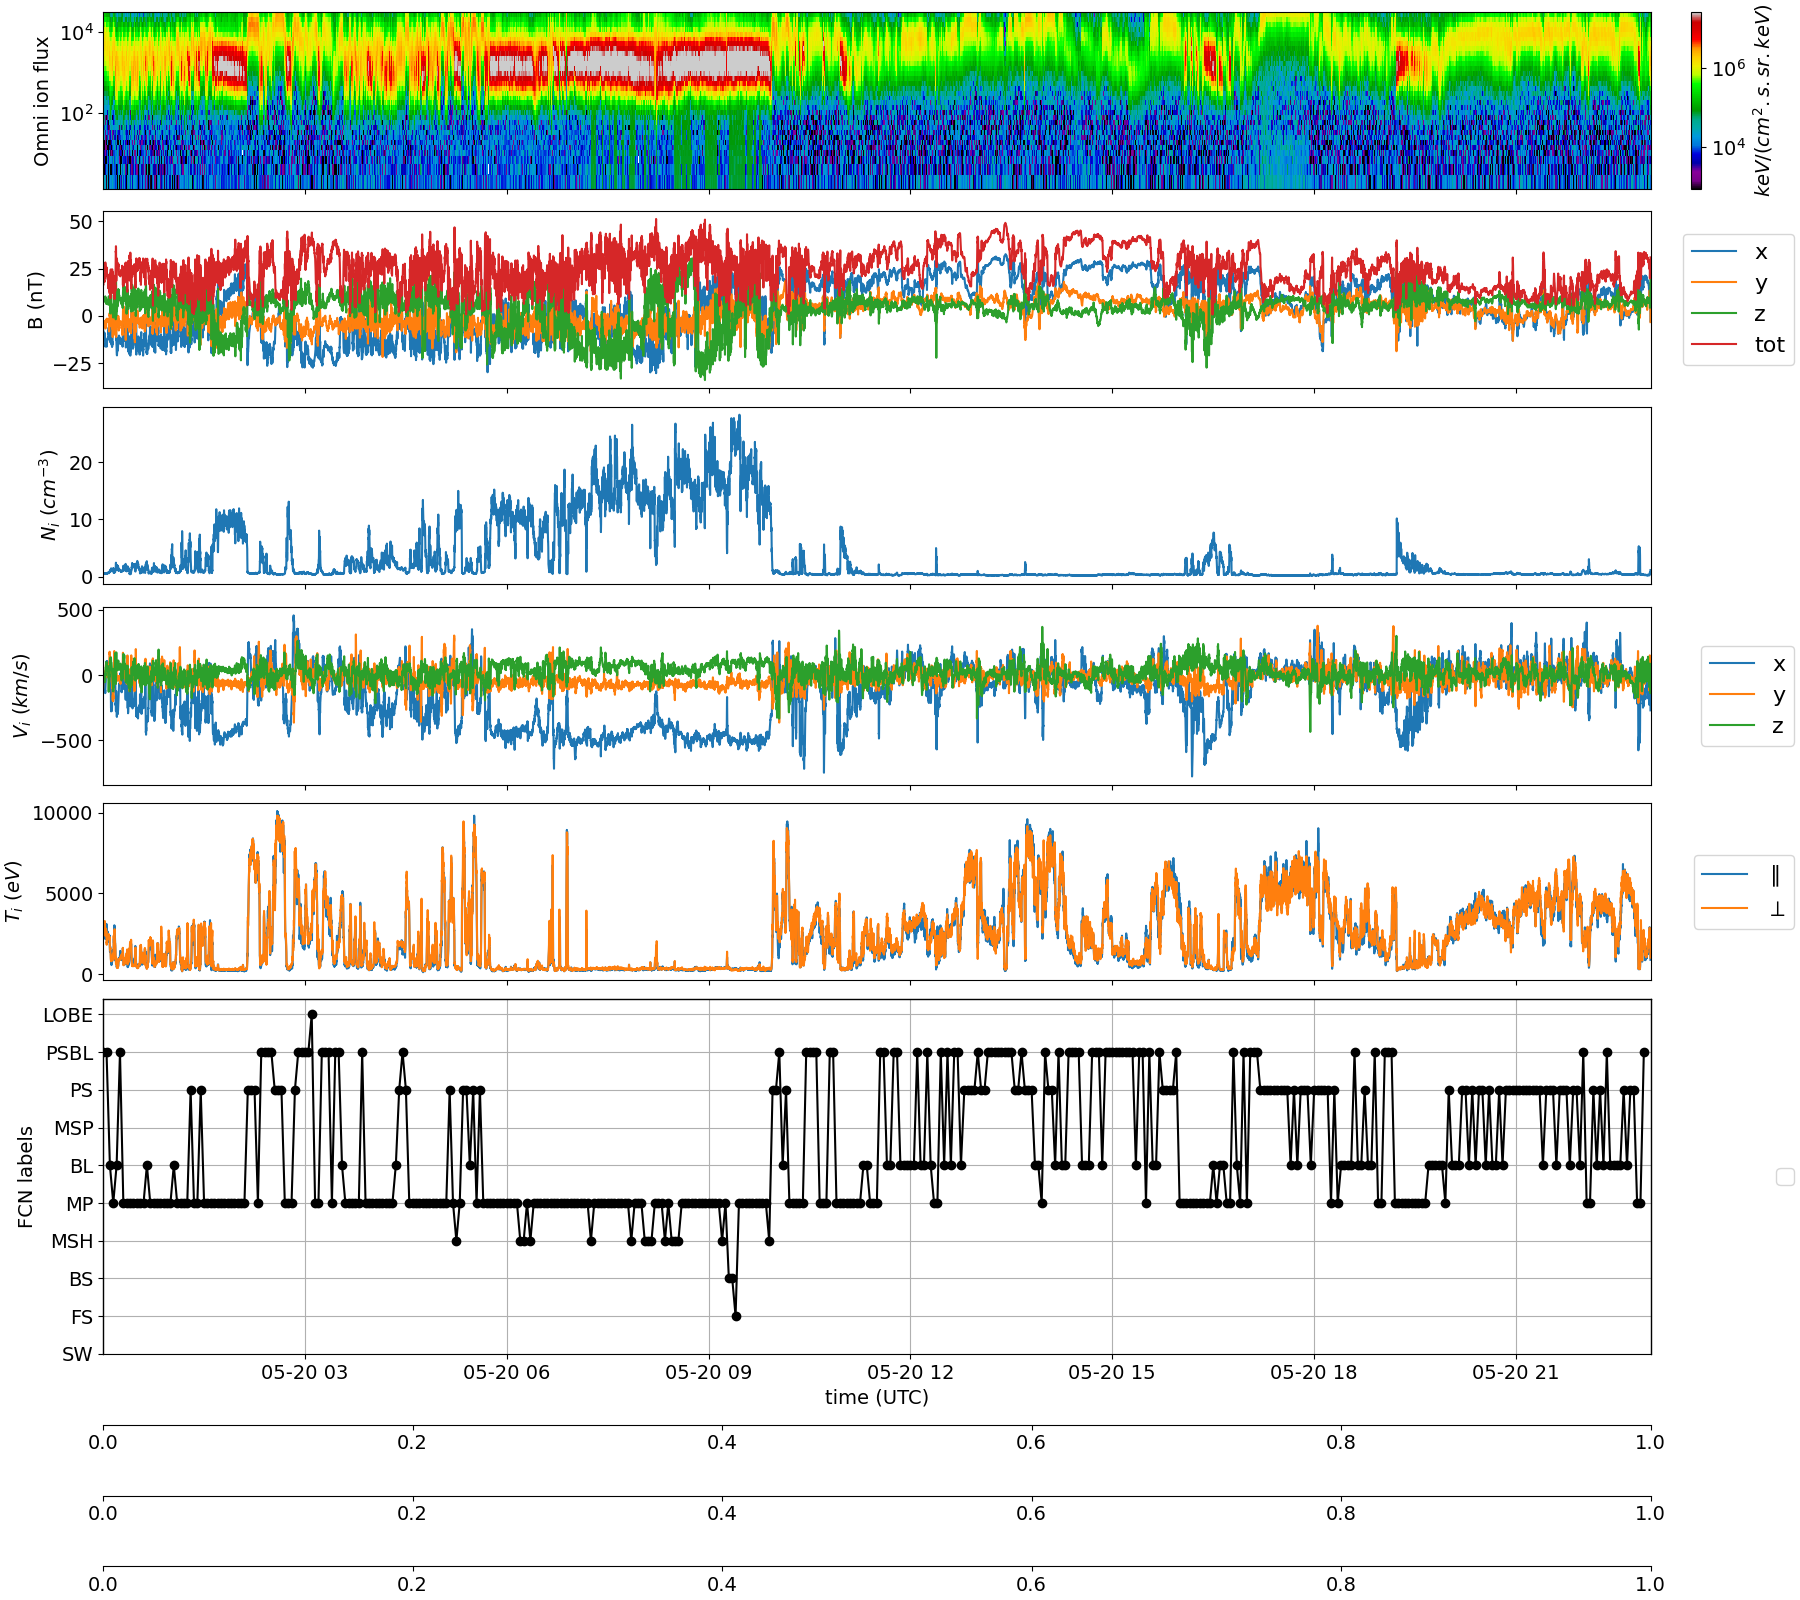 10^4
10^2
Omni ion flux
10^6
10^4
keV/(cm^2.s.sr.keV)
50
25
0
−25
B (nT)
x
y
z
tot
20
10
0
N_i (cm^{-3})
500
0
−500
V_i (km/s)
x
y
z
10000
5000
0
T_i (eV)
∥
⊥
LOBE
PSBL
PS
MSP
BL
MP
MSH
BS
FS
SW
FCN labels
05-20 03 05-20 06 05-20 09 05-20 12 05-20 15 05-20 18 05-20 21
time (UTC)
0.0 0.2 0.4 0.6 0.8 1.0
0.0 0.2 0.4 0.6 0.8 1.0
0.0 0.2 0.4 0.6 0.8 1.0